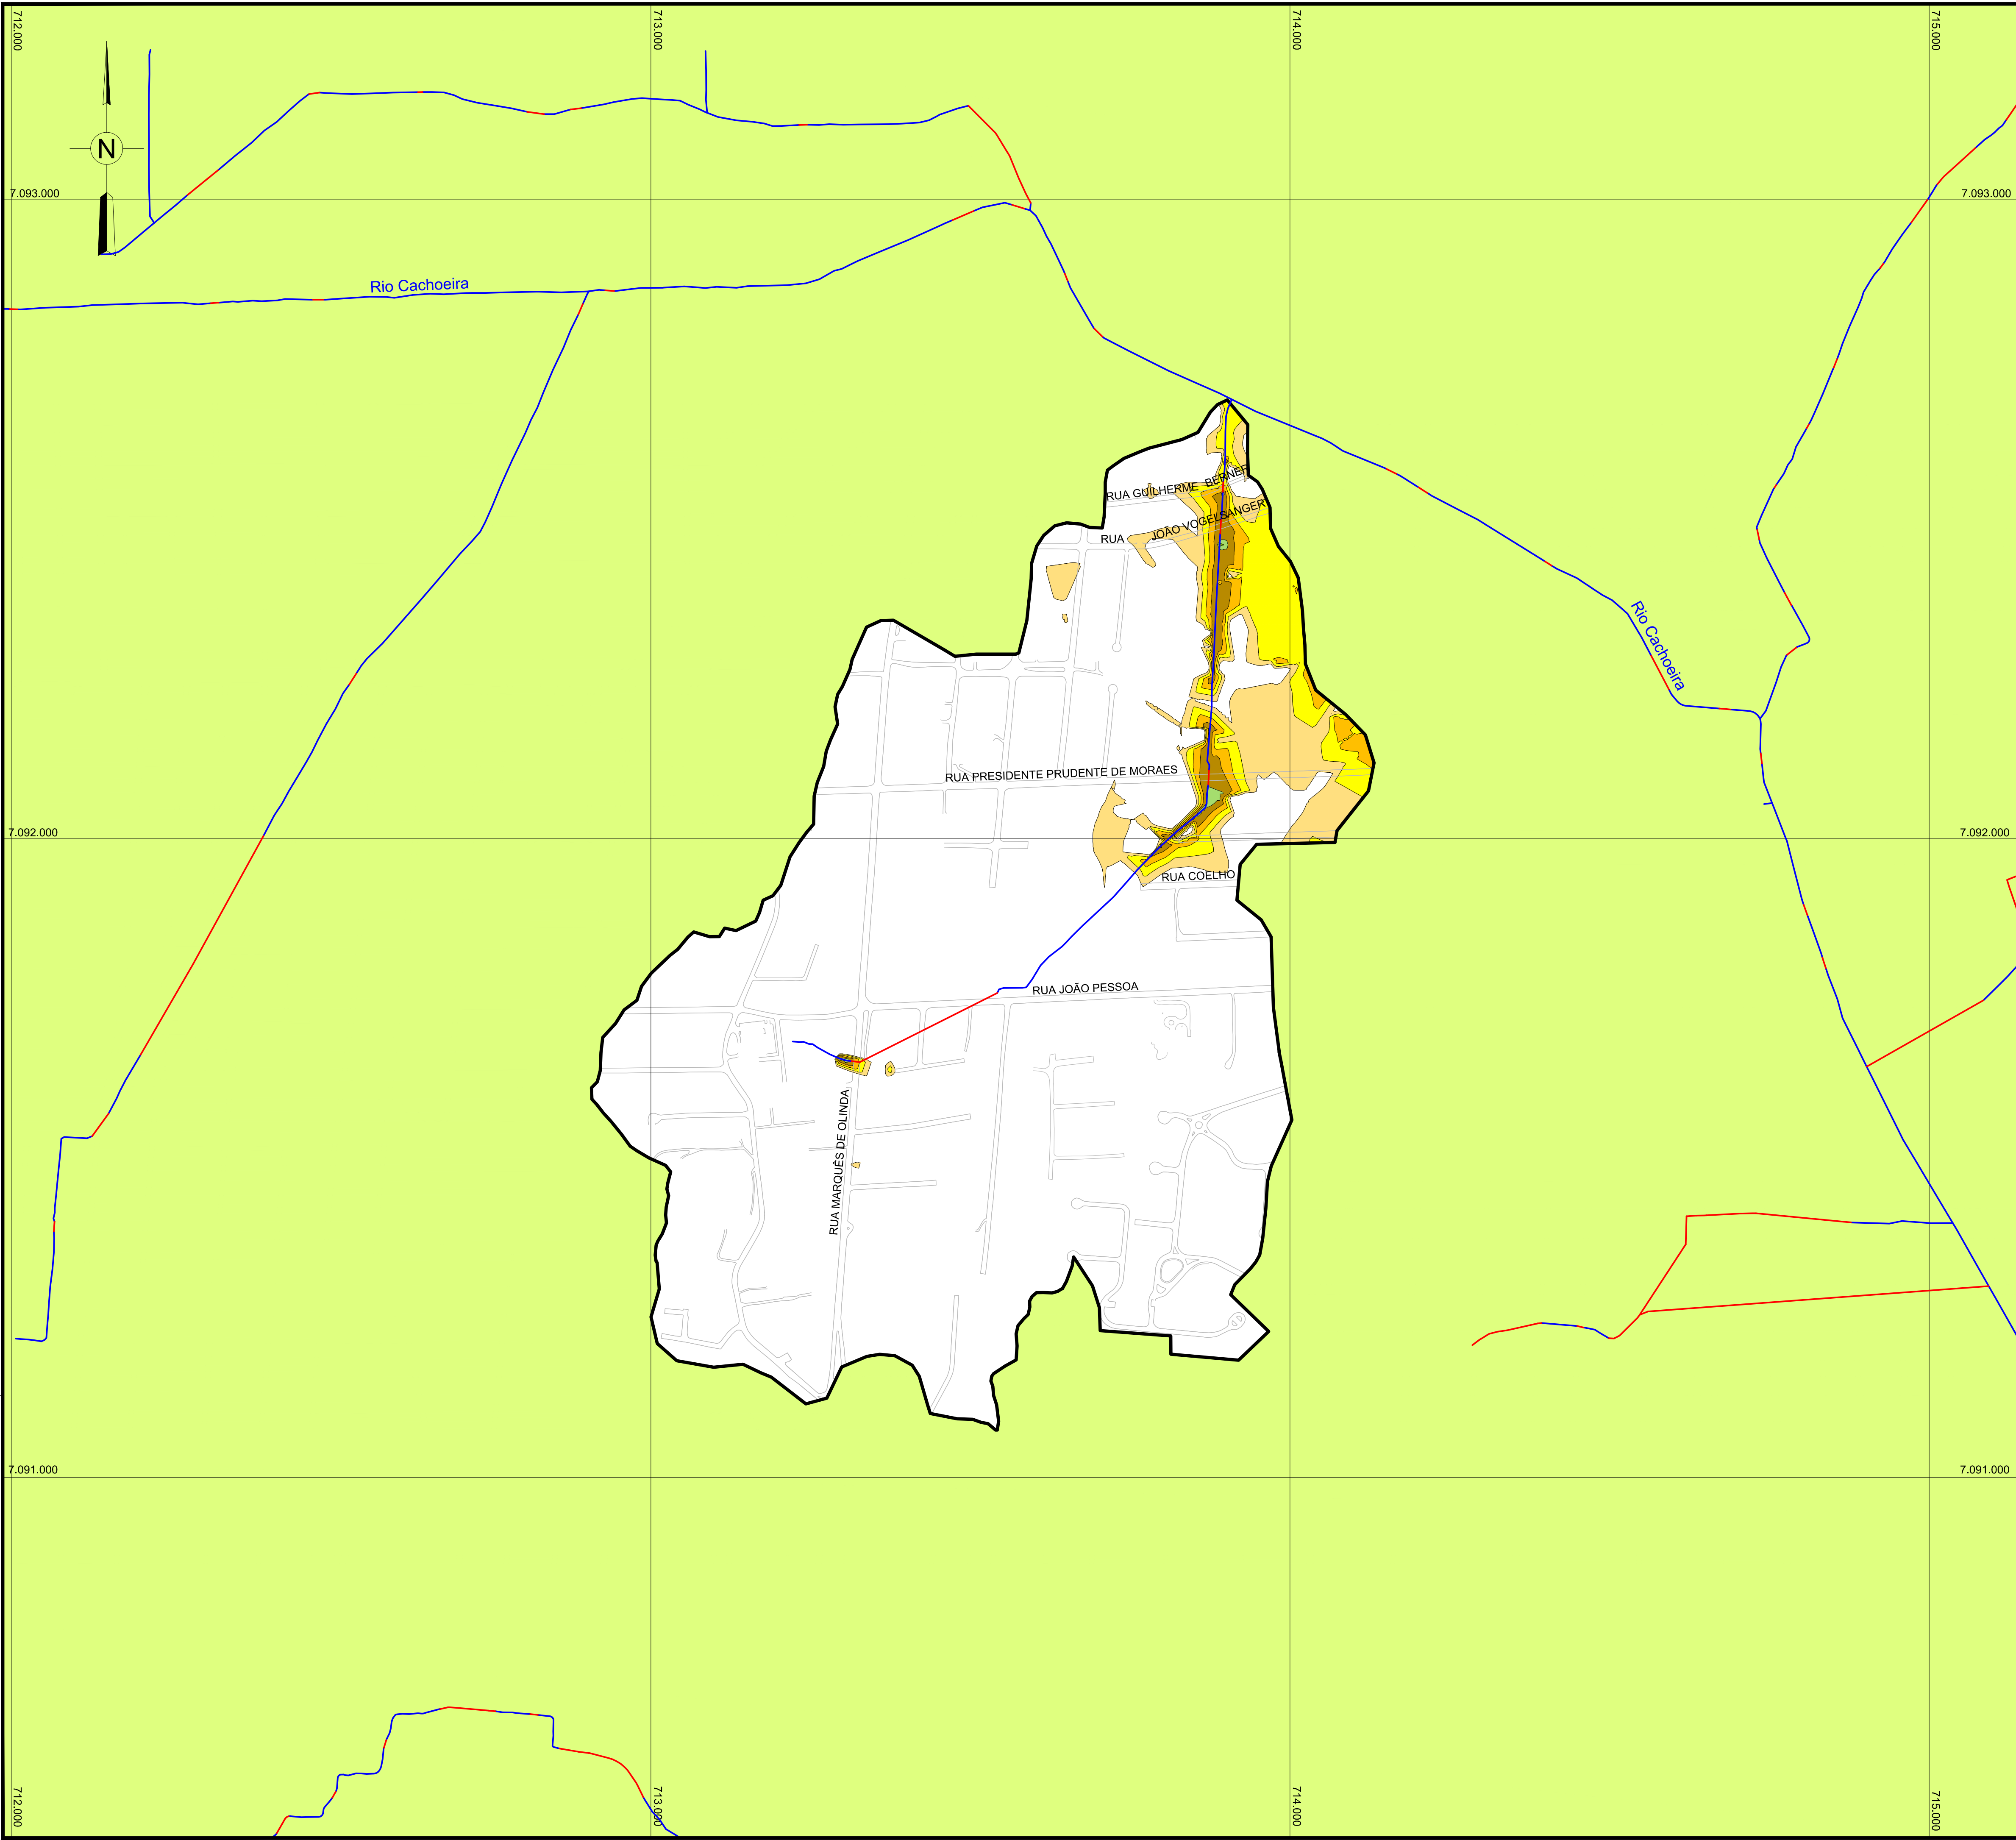 712.000
713.000
714.000
715.000
N
7.093.000
7.093.000
Rio Cachoeira
RUA GUILHERME BERNER
RUA JOÃO VOGELSANGER
Rio Cachoeira
RUA PRESIDENTE PRUDENTE DE MORAES
7.092.000
7.092.000
RUA COELHO
RUA JOÃO PESSOA
RUA MARQUÊS DE OLINDA
7.091.000
7.091.000
712.000
713.000
714.000
715.000